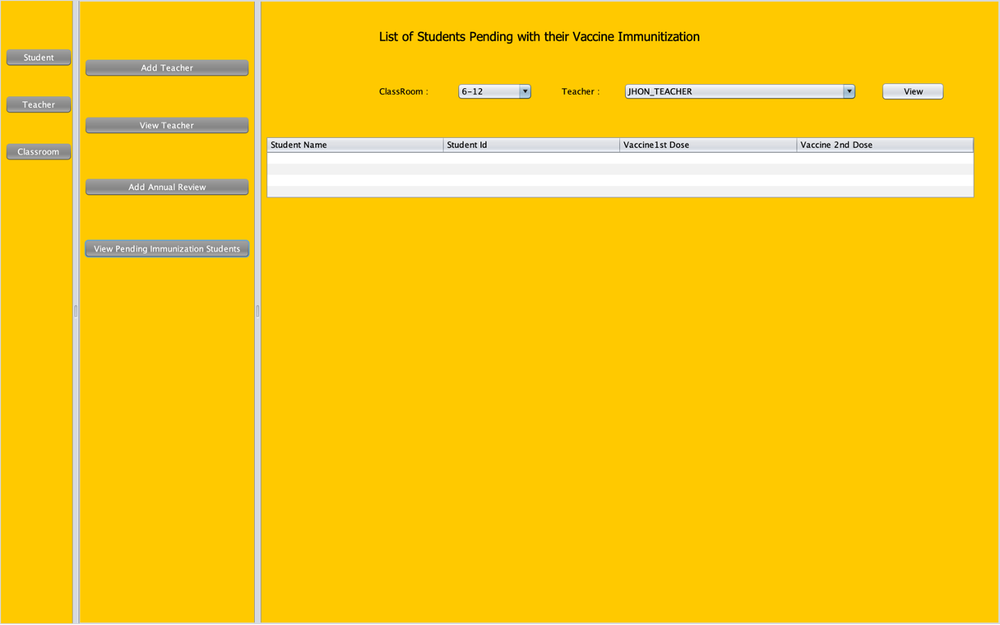 Student
Teacher
Classroom
Add Teacher
View Teacher
Add Annual Review
View Pending Immunization Students
List of Students Pending with their Vaccine Immunitization
ClassRoom : 6-12 Teacher : JHON_TEACHER View
Student Name Student Id Vaccine1st Dose Vaccine 2nd Dose